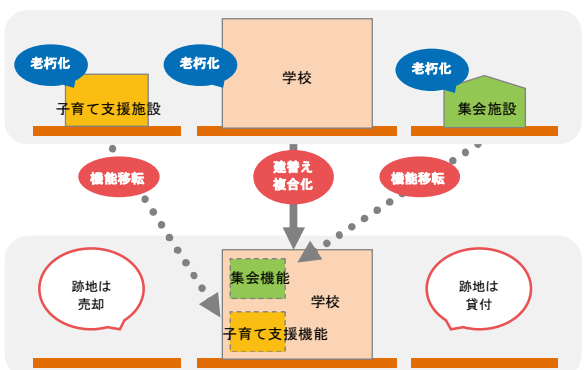 老朽化
老朽化
老朽化
子育て支援施設
学校
集会施設
機能移転
建替え
複合化
機能移転
跡地は
売却
集会機能
学校
子育て支援機能
跡地は
貸付